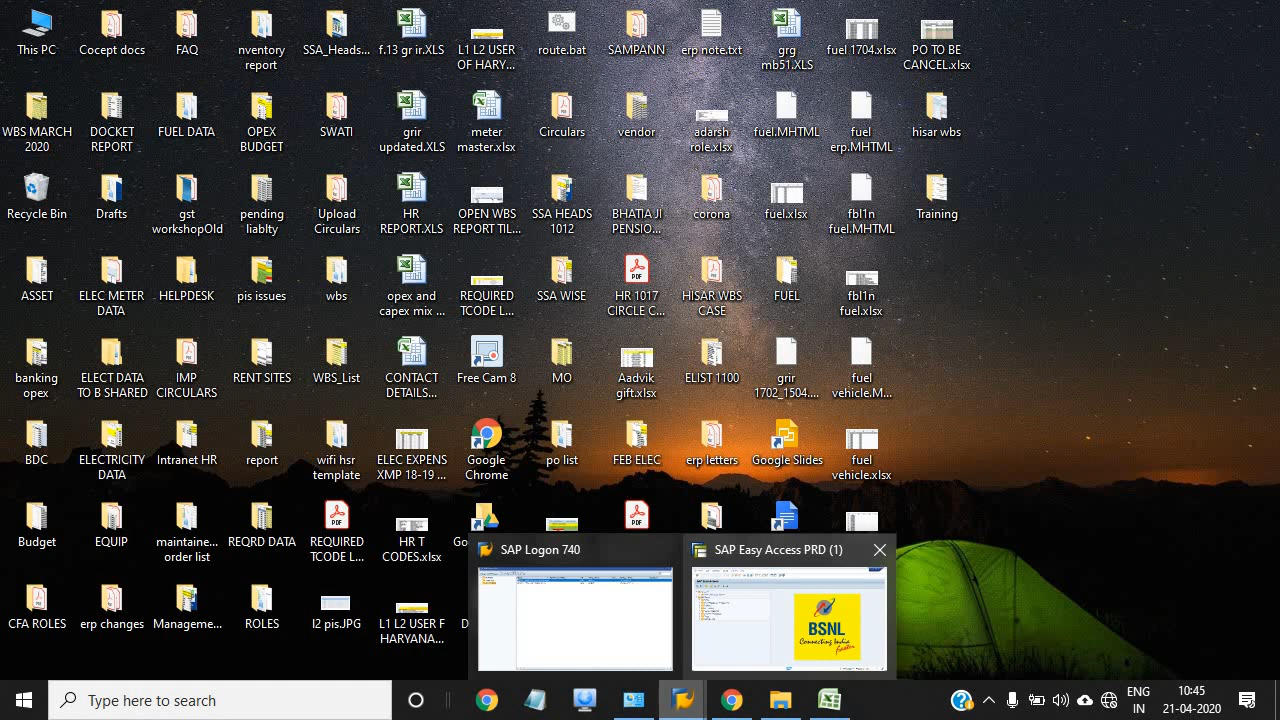 This PC
Cocept docs
FAQ
nventory
report
SSA_Heads...
f.13 gr ir.XLS
L1 L2 USER
OF HARY...
route.bat
SAMPANN
erp note.txt
grg
mb51.XLS
fuel 1704.xlsx
PO TO BE
CANCEL.xlsx
WBS MARCH
2020
DOCKET
REPORT
FUEL DATA
OPEX
BUDGET
SWATI
grir
updated.XLS
meter
master.xlsx
Circulars
vendor
adarsh
role.xlsx
fuel.MHTML
fuel
erp.MHTML
hisar wbs
Recycle Bin
Drafts
gst
workshopOld
pending
liablty
Upload
Circulars
HR
REPORT.XLS
OPEN WBS
REPORT TIL...
SSA HEADS
1012
BHATIA JI
PENSIO...
corona
fuel.xlsx
fbl1n
fuel.MHTML
Training
ASSET
ELEC METER
DATA
HELPDESK
pis issues
wbs
opex and
capex mix ...
REQUIRED
TCODE L...
SSA WISE
HR 1017
CIRCLE C...
HISAR WBS
CASE
FUEL
fbl1n
fuel.xlsx
banking
opex
ELECT DATA
TO B SHARED
IMP
CIRCULARS
RENT SITES
WBS_List
CONTACT
DETAILS...
Free Cam 8
MO
Aadvik
gift.xlsx
ELIST 1100
grir
1702_1504....
fuel
vehicle.M...
BDC
ELECTRICITY
DATA
Intranet HR
report
wifi hsr
template
ELEC EXPENS
XMP 18-19 ...
Google
Chrome
po list
FEB ELEC
erp letters
Google Slides
fuel
vehicle.xlsx
Budget
EQUIP
maintaine...
order list
REQRD DATA
REQUIRED
TCODE L...
HR T
CODES.xlsx
ROLES
erp changes
Manageme...
l2 pis.JPG
L1 L2 USER OF
HARYANA...
SAP Logon 740
SAP Easy Access PRD (1)
BSNL
Connecting India
faster
Type here to search
ENG
IN
21-04-2020